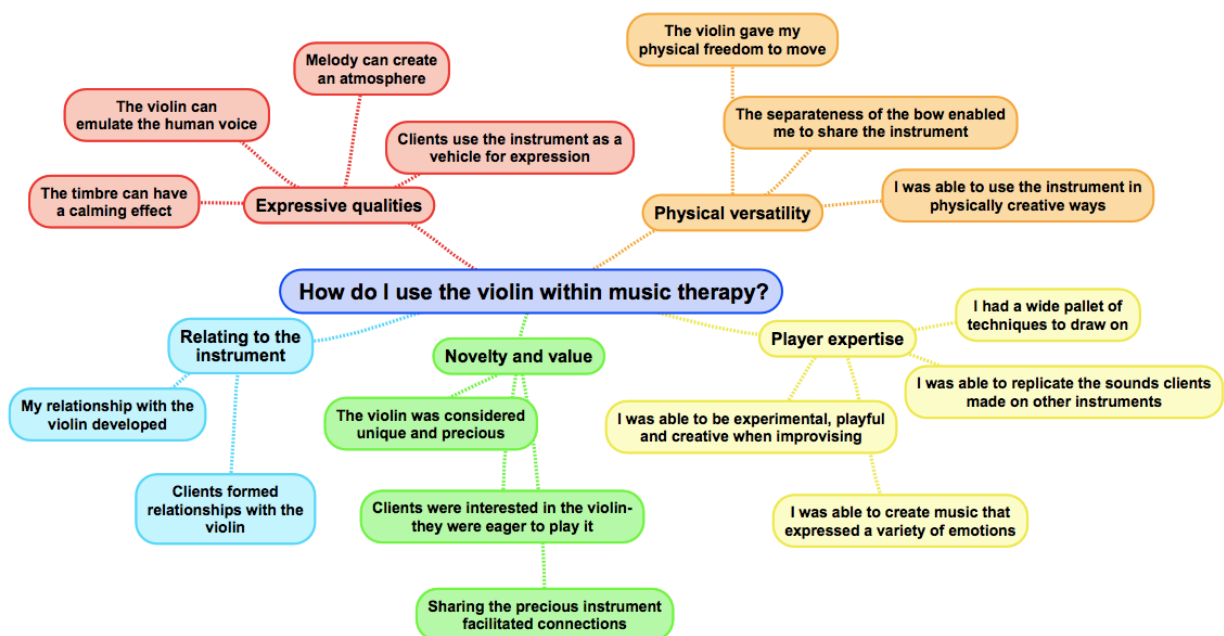 The violin gave my
physical freedom to move
Melody can create
an atmosphere
The violin can
emulate the human voice
The separateness of the bow enabled
me to share the instrument
Clients use the instrument as a
vehicle for expression
The timbre can have
a calming effect
Expressive qualities
Physical versatility
I was able to use the instrument in
physically creative ways
How do I use the violin within music therapy?
Relating to the
instrument
Novelty and value
Player expertise
I had a wide pallet of
techniques to draw on
My relationship with the
violin developed
The violin was considered
unique and precious
I was able to be experimental, playful
and creative when improvising
I was able to replicate the sounds clients
made on other instruments
Clients formed
relationships with the
violin
Clients were interested in the violin-
they were eager to play it
I was able to create music that
expressed a variety of emotions
Sharing the precious instrument
facilitated connections